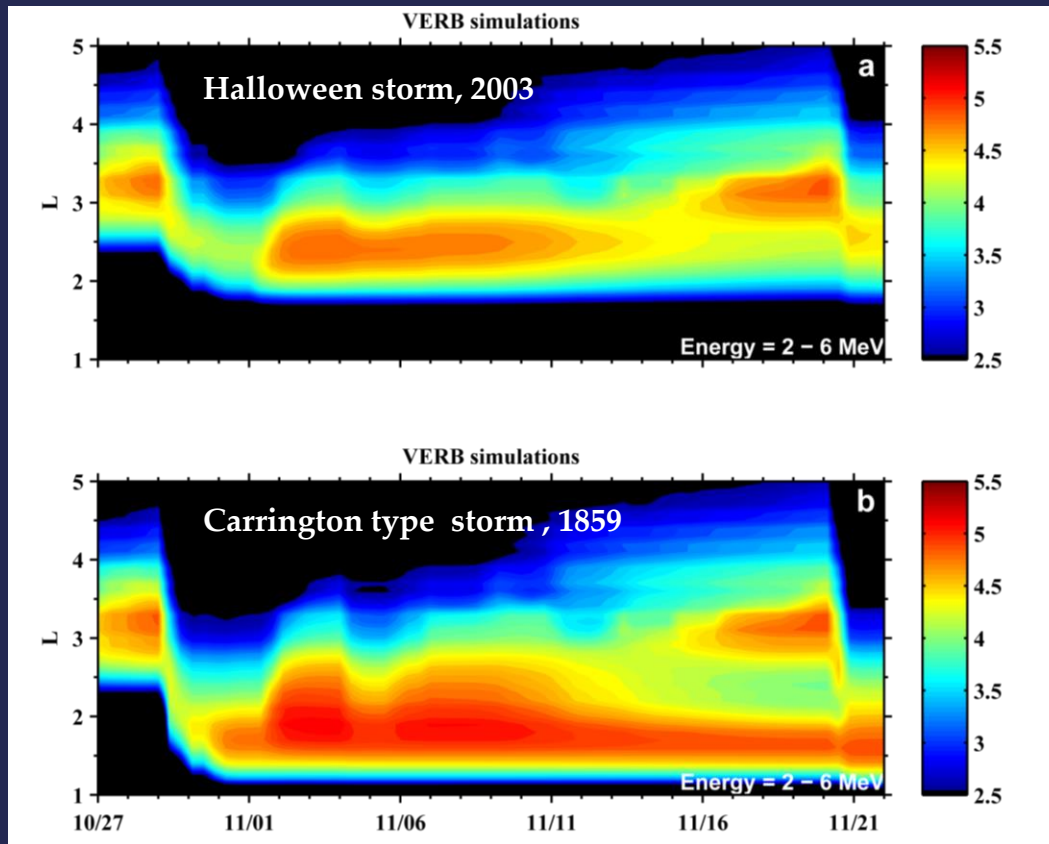 VERB simulations
5
4
3
2
1
L
Halloween storm, 2003
a
Energy = 2 − 6 MeV
5.5
5
4.5
4
3.5
3
2.5
VERB simulations
5
4
3
2
1
L
Carrington type storm , 1859
b
Energy = 2 − 6 MeV
5.5
5
4.5
4
3.5
3
2.5
10/27 11/01 11/06 11/11 11/16 11/21